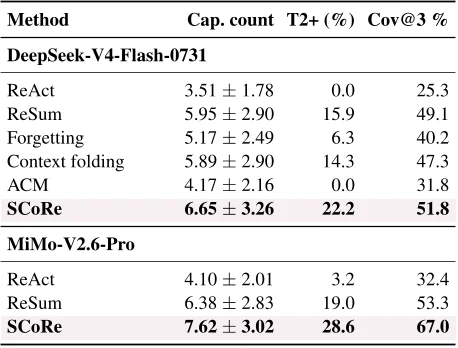 Method Cap. count T2+ (%) Cov@3 %
DeepSeek-V4-Flash-0731
ReAct 3.51 ± 1.78 0.0 25.3
ReSum 5.95 ± 2.90 15.9 49.1
Forgetting 5.17 ± 2.49 6.3 40.2
Context folding 5.89 ± 2.90 14.3 47.3
ACM 4.17 ± 2.16 0.0 31.8
SCoRe 6.65 ± 3.26 22.2 51.8
MiMo-V2.6-Pro
ReAct 4.10 ± 2.01 3.2 32.4
ReSum 6.38 ± 2.83 19.0 53.3
SCoRe 7.62 ± 3.02 28.6 67.0